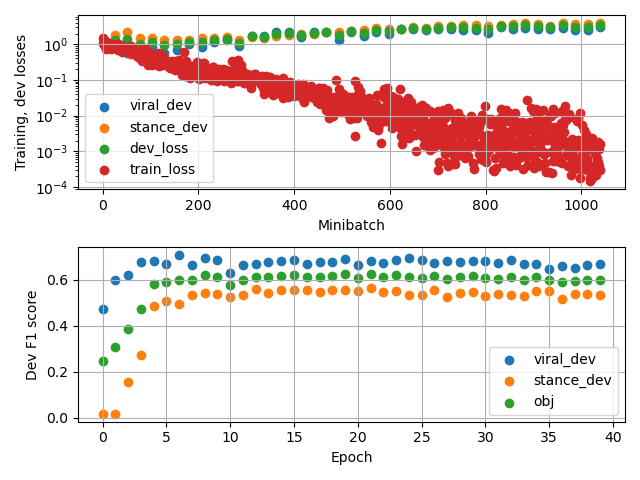 10⁰
10⁻¹
10⁻²
10⁻³
10⁻⁴
Training, dev losses
viral_dev
stance_dev
dev_loss
train_loss
0 200 400 600 800 1000
Minibatch
0.6
0.4
0.2
0.0
Dev F1 score
viral_dev
stance_dev
obj
0 5 10 15 20 25 30 35 40
Epoch